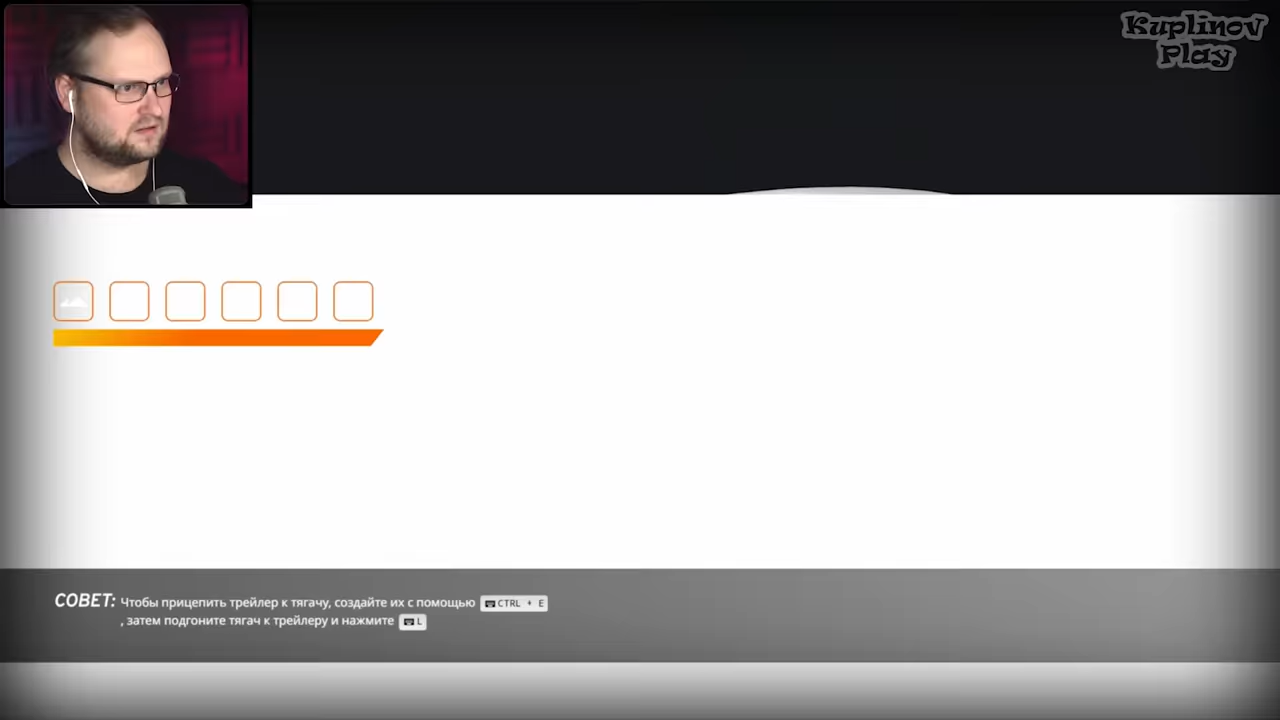 Kuplinov
Play
СОВЕТ: Чтобы прицепить трейлер к тягачу, создайте их с помощью CTRL + E
, затем подгоните тягач к трейлеру и нажмите L